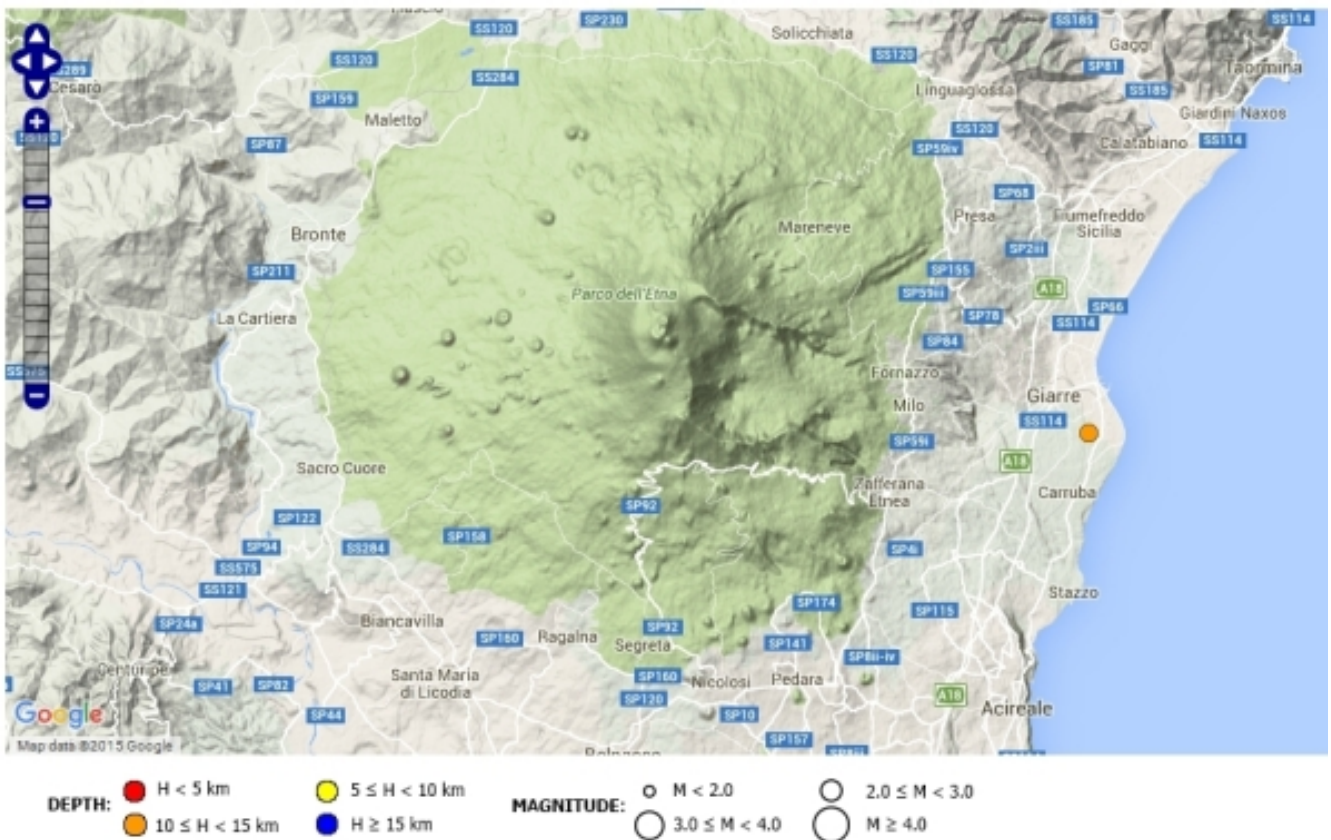 SP230
SS120
Solicchiata
SS185
SS114
Gaggi
SS120
SS120
SP81
Taormina
SS289
Cesarò
SS284
Linguaglossa
SS185
SP159
Giardini Naxos
Maletto
SS120
SP87
SP59iv
Calatabiano
SS114
SP68
Presa
Fiumefreddo
Sicilia
Mareneve
Bronte
SP2iii
SP211
SP155
Parco dell'Etna
SP59iii
A18
SP66
La Cartiera
SP78
SS114
SP84
SS575
Fornazzo
Giarre
Milo
SS114
SP59i
A18
Sacro Cuore
Zafferana
Etnea
Carruba
SP92
SP122
SP158
SP94
SS284
SP4i
SS575
SS121
Stazzo
SP174
SP115
SP24a
Biancavilla
SP92
SP160
Ragalna
Segreta
SP141
SP8ii-iv
Centuripe
Santa Maria
di Licodia
SP41
SP82
SP160
Nicolosi
Pedara
SP120
A18
Acireale
Google
SP44
SP10
Map data ©2015 Google
SP157
DEPTH:
H < 5 km
5 ≤ H < 10 km
10 ≤ H < 15 km
H ≥ 15 km
MAGNITUDE:
M < 2.0
2.0 ≤ M < 3.0
3.0 ≤ M < 4.0
M ≥ 4.0